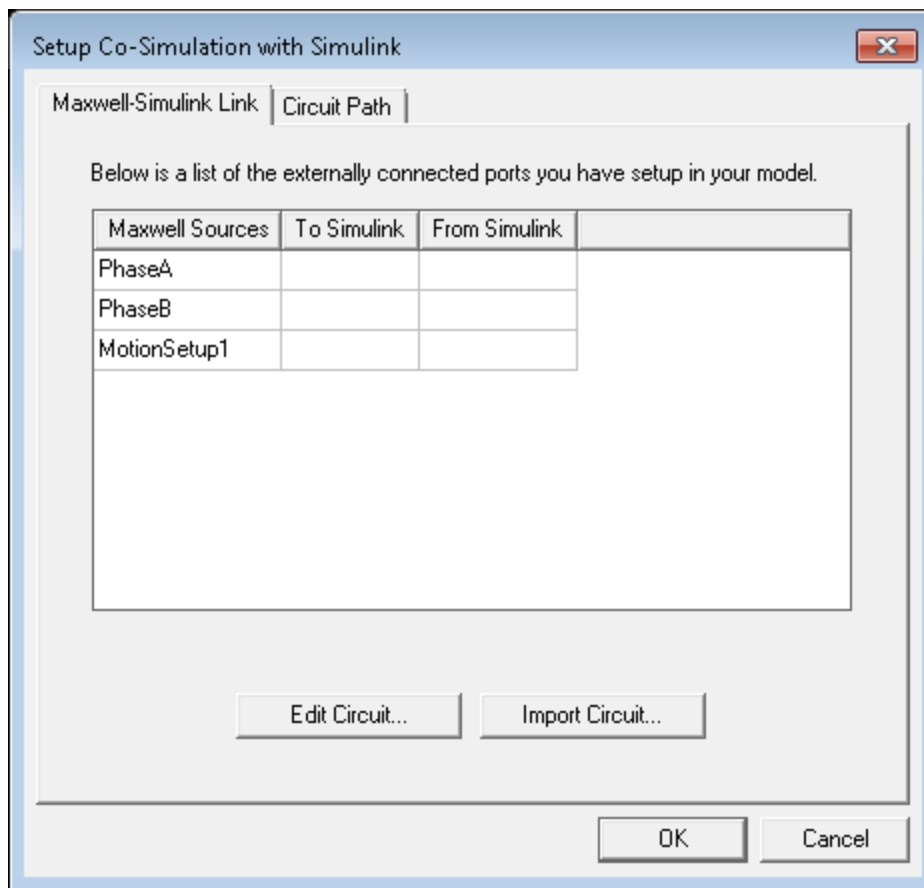 Setup Co-Simulation with Simulink
Maxwell-Simulink Link Circuit Path
Below is a list of the externally connected ports you have setup in your model.
Maxwell Sources To Simulink From Simulink
PhaseA
PhaseB
MotionSetup1
Edit Circuit... Import Circuit...
OK Cancel